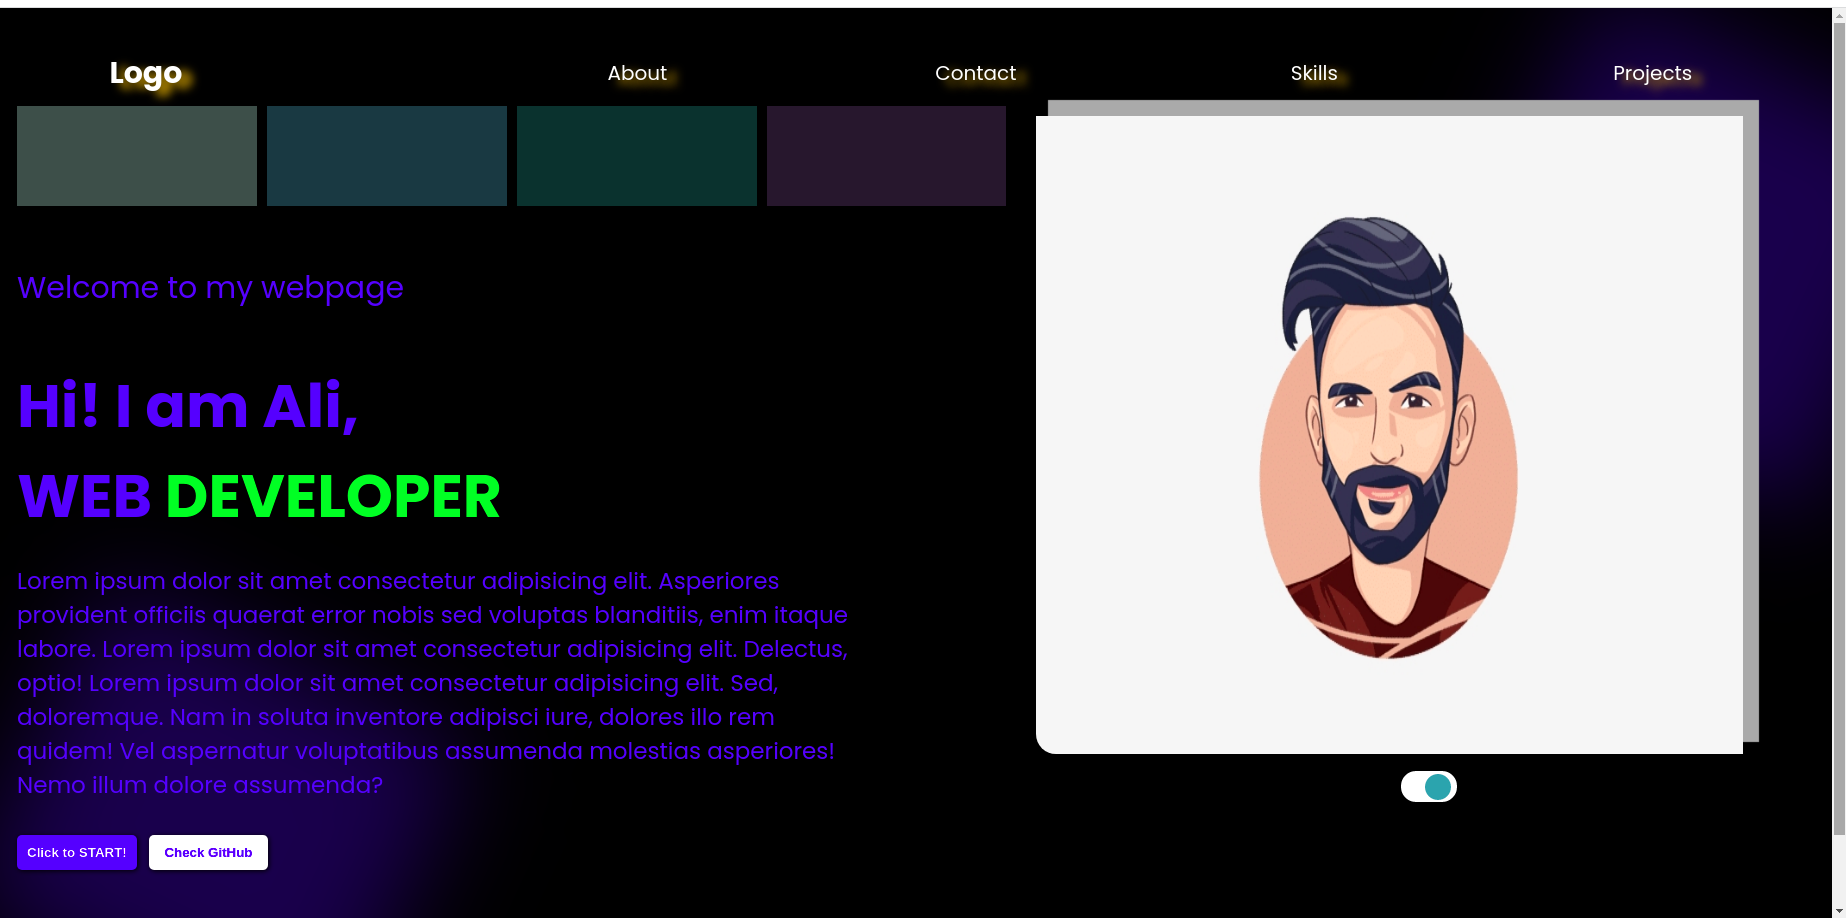 Logo About Contact Skills Projects
Welcome to my webpage
Hi! I am Ali,
WEB DEVELOPER
Lorem ipsum dolor sit amet consectetur adipisicing elit. Asperiores
provident officiis quaerat error nobis sed voluptas blanditiis, enim itaque
labore. Lorem ipsum dolor sit amet consectetur adipisicing elit. Delectus,
optio! Lorem ipsum dolor sit amet consectetur adipisicing elit. Sed,
doloremque. Nam in soluta inventore adipisci iure, dolores illo rem
quidem! Vel aspernatur voluptatibus assumenda molestias asperiores!
Nemo illum dolore assumenda?
Click to START! Check GitHub